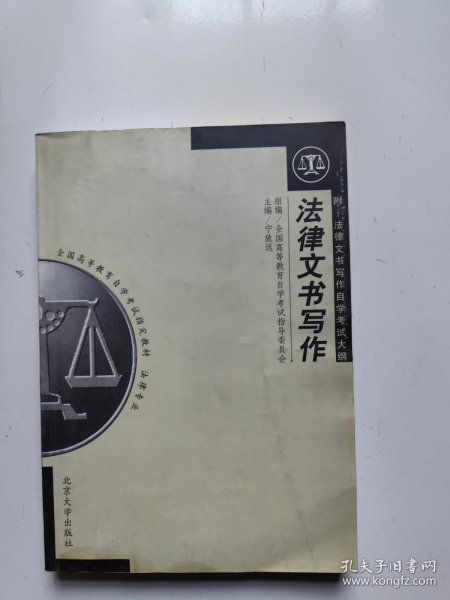 附：法律文书写作自学考试大纲
法律文书写作
组编／全国高等教育自学考试指导委员会
主编／宁致远
全国高等教育自学考试指定教材 法律专业
北京大学出版社
孔夫子旧书网
www.kongfz.com